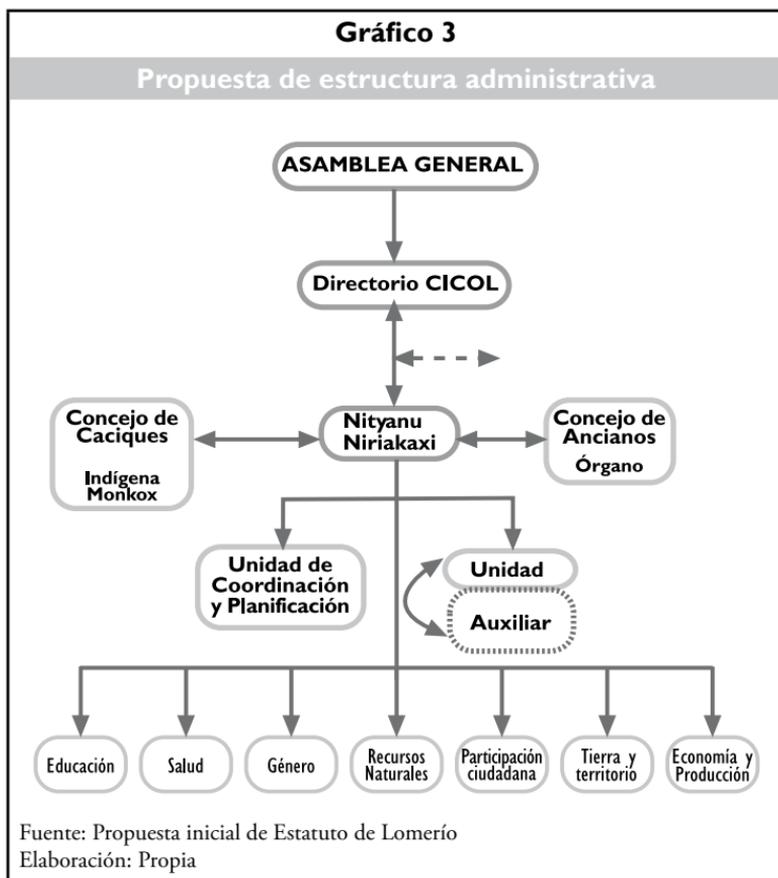 Gráfico 3
Propuesta de estructura administrativa
ASAMBLEA GENERAL
Directorio CICOL
Concejo de
Caciques
Indígena
Monkox
Nityanu
Niriakaxi
Concejo de
Ancianos
Órgano
Unidad de
Coordinación
y Planificación
Unidad
Auxiliar
Educación
Salud
Género
Recursos
Naturales
Participación
ciudadana
Tierra y
territorio
Economía y
Producción
Fuente: Propuesta inicial de Estatuto de Lomerío
Elaboración: Propia